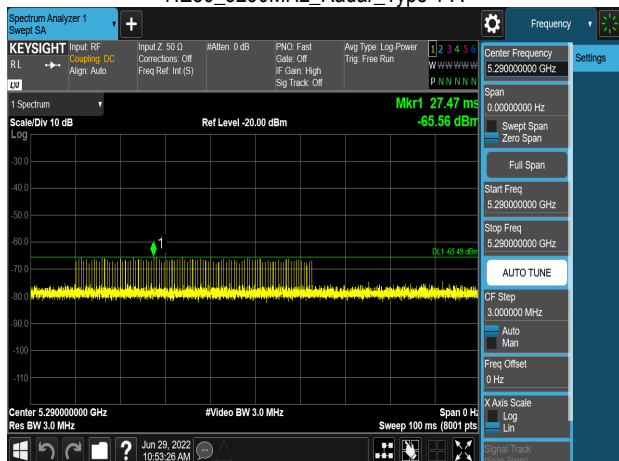 Spectrum Analyzer 1
Swept SA
Frequency
KEYSIGHT
R L
Input: RF
Coupling: DC
Align: Auto
Input Z: 50 Ω
Corrections: Off
Freq Ref: Int (S)
#Atten: 0 dB
PNO: Fast
Gate: Off
IF Gain: High
Sig Track: Off
Avg Type: Log-Power
Trig: Free Run
1 2 3 4 5 6
W W W W W W
P N N N N N
1 Spectrum
Mkr1 27.47 ms
-65.56 dBm
Scale/Div 10 dB
Ref Level -20.00 dBm
Log
-30.0
-40.0
-50.0
1
DL1 -65.49 dBm
-60.0
-70.0
-80.0
-90.0
-100
-110
Center 5.290000000 GHz
Res BW 3.0 MHz
#Video BW 3.0 MHz
Span 0 Hz
Sweep 100 ms (8001 pts
Jun 29, 2022
10:53:26 AM
Center Frequency
5.290000000 GHz
Settings
Span
0.00000000 Hz
Swept Span
Zero Span
Full Span
Start Freq
5.290000000 GHz
Stop Freq
5.290000000 GHz
AUTO TUNE
CF Step
3.000000 MHz
Auto
Man
Freq Offset
0 Hz
X Axis Scale
Log
Lin
Signal Track